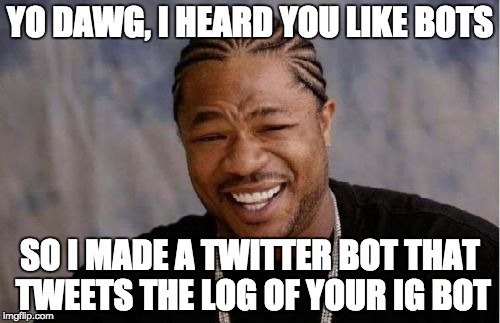 YO DAWG, I HEARD YOU LIKE BOTS
SO I MADE A TWITTER BOT THAT
TWEETS THE LOG OF YOUR IG BOT
imgflip.com